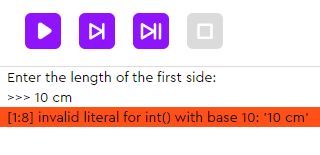 Enter the length of the first side:
>>> 10 cm
[1:8] invalid literal for int() with base 10: '10 cm'